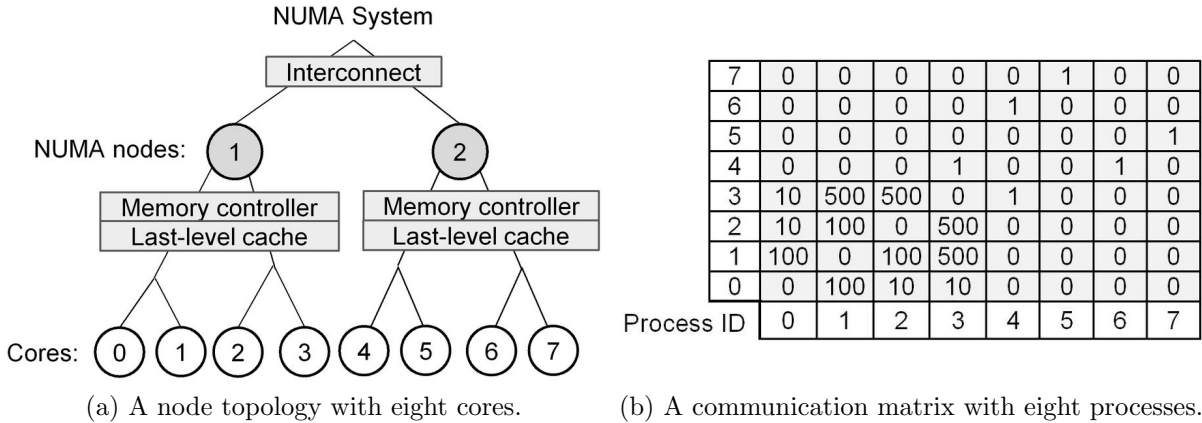 NUMA System
Interconnect
NUMA nodes: 1 2
Memory controller Memory controller
Last-level cache Last-level cache
Cores: 0 1 2 3 4 5 6 7
(a) A node topology with eight cores.
7 0 0 0 0 0 1 0 0
6 0 0 0 0 1 0 0 0
5 0 0 0 0 0 0 0 1
4 0 0 0 1 0 0 1 0
3 10 500 500 0 1 0 0 0
2 10 100 0 500 0 0 0 0
1 100 0 100 500 0 0 0 0
0 0 100 10 10 0 0 0 0
Process ID 0 1 2 3 4 5 6 7
(b) A communication matrix with eight processes.